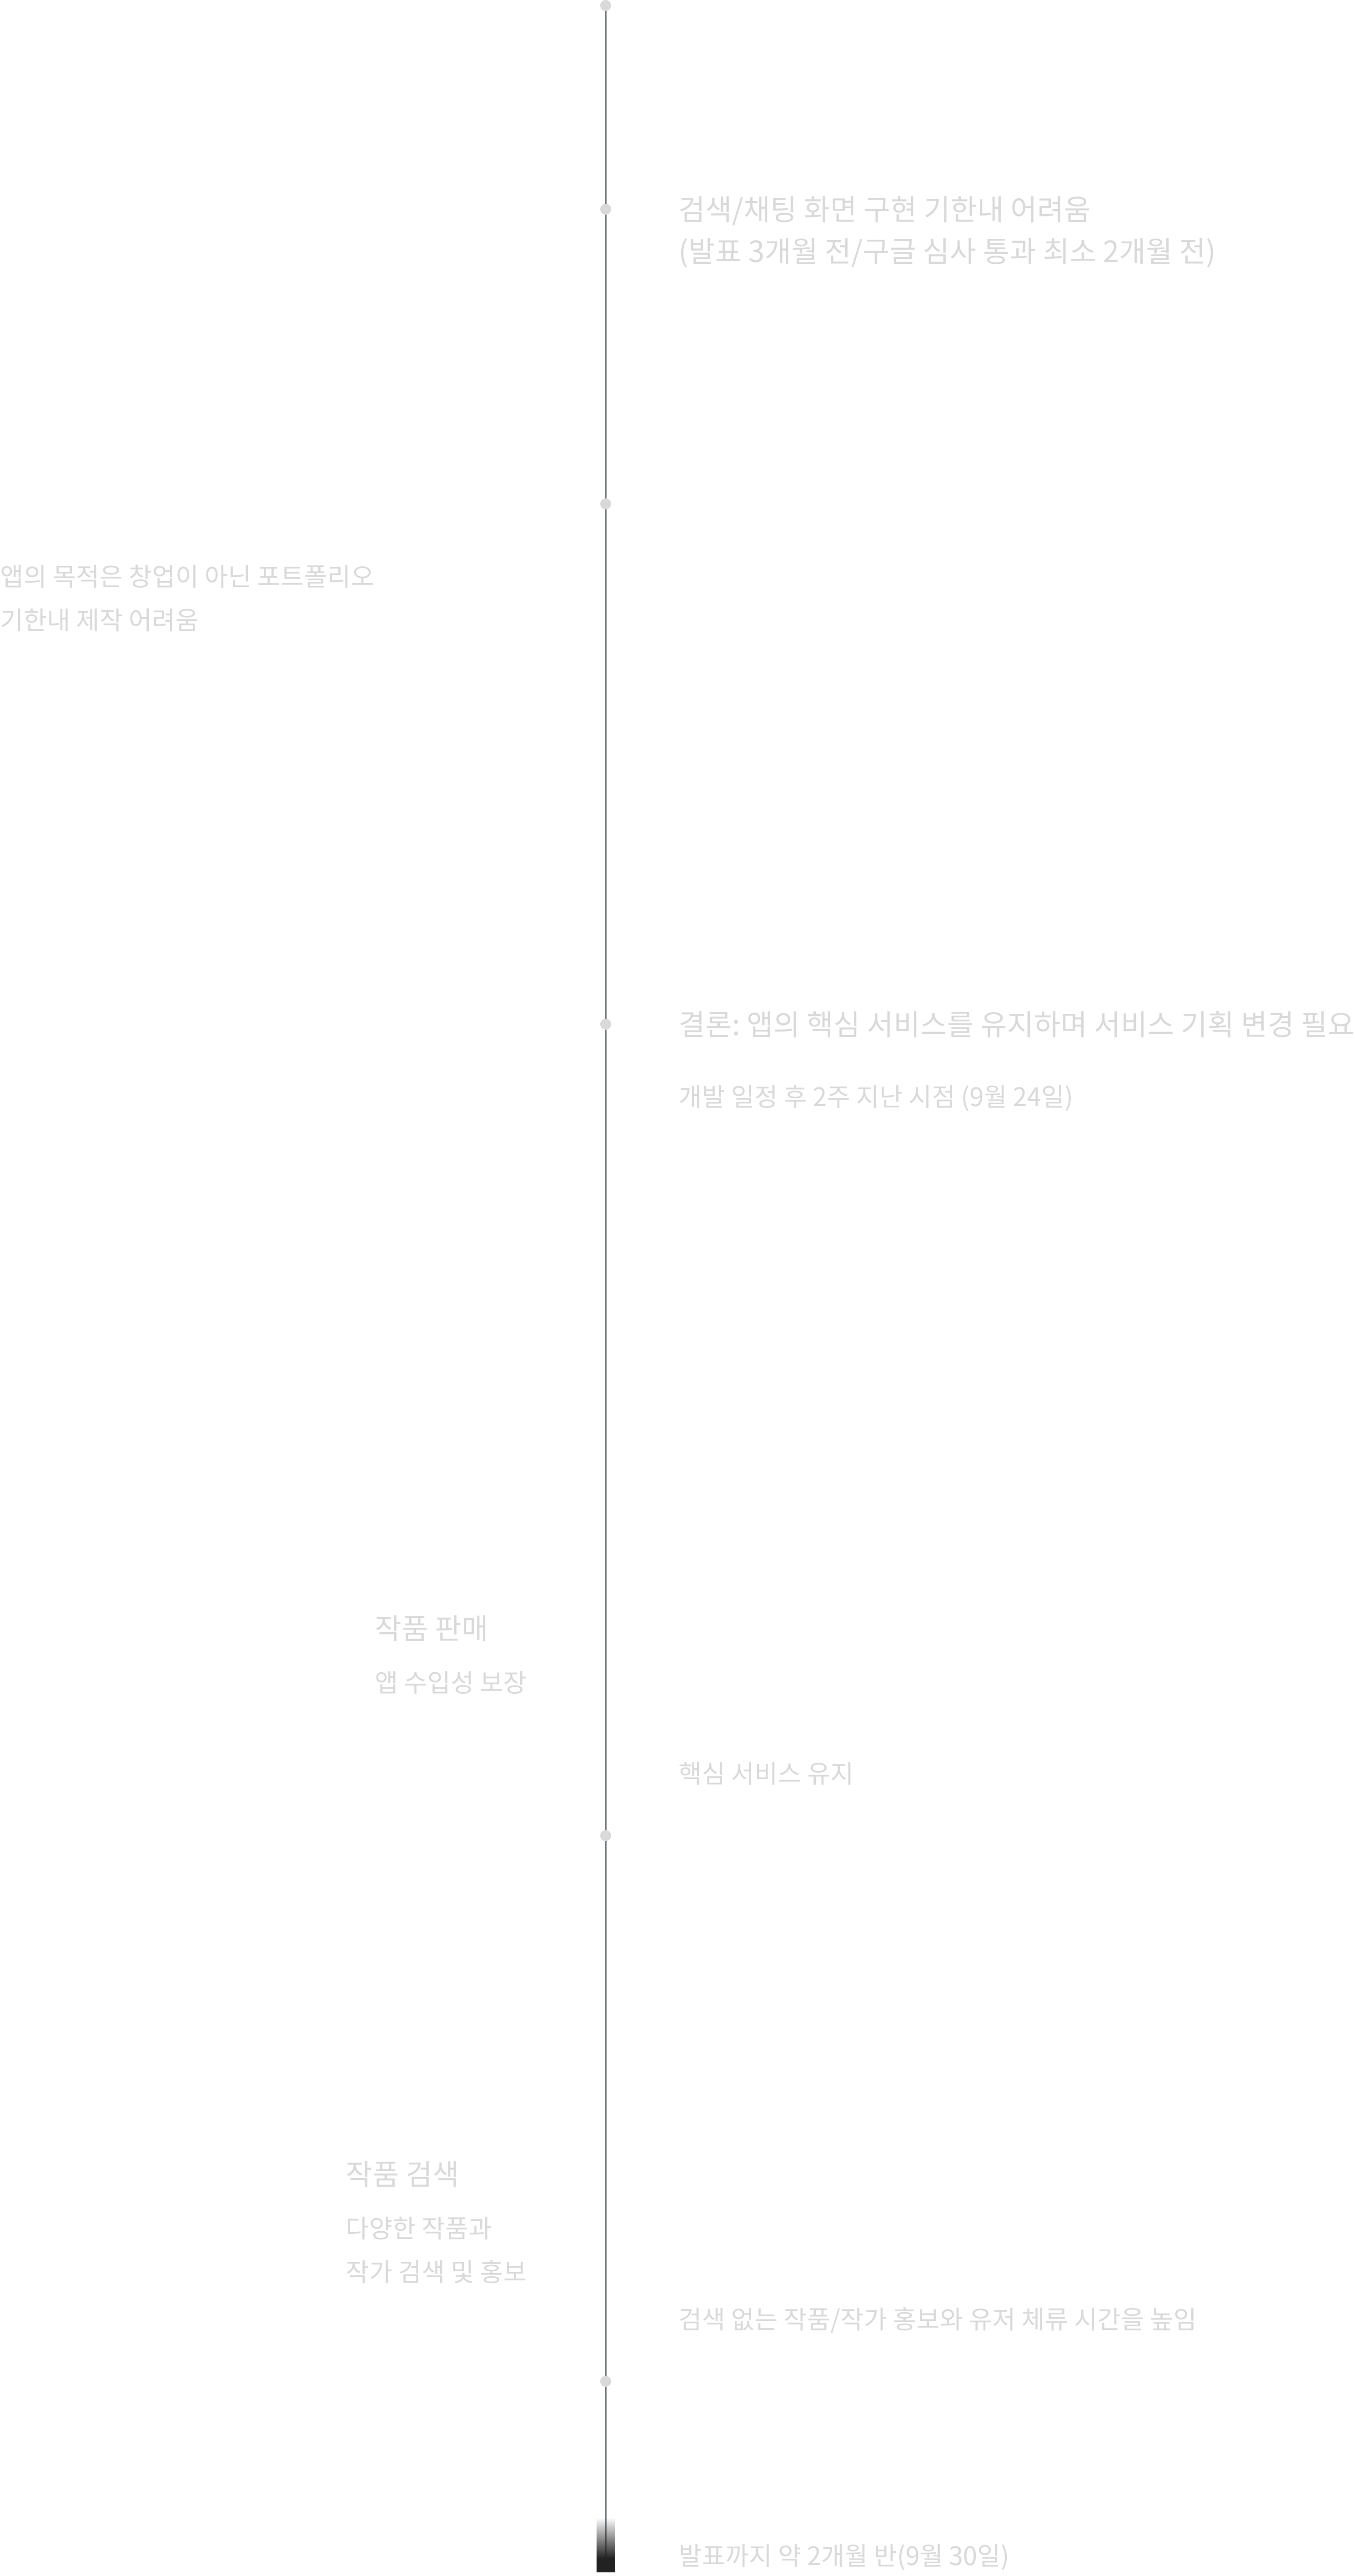 검색/채팅 화면 구현 기한내 어려움
(발표 3개월 전/구글 심사 통과 최소 2개월 전)
앱의 목적은 창업이 아닌 포트폴리오
기한내 제작 어려움
결론: 앱의 핵심 서비스를 유지하며 서비스 기획 변경 필요
개발 일정 후 2주 지난 시점 (9월 24일)
작품 판매
앱 수입성 보장
핵심 서비스 유지
작품 검색
다양한 작품과
작가 검색 및 홍보
검색 없는 작품/작가 홍보와 유저 체류 시간을 높임
발표까지 약 2개월 반(9월 30일)